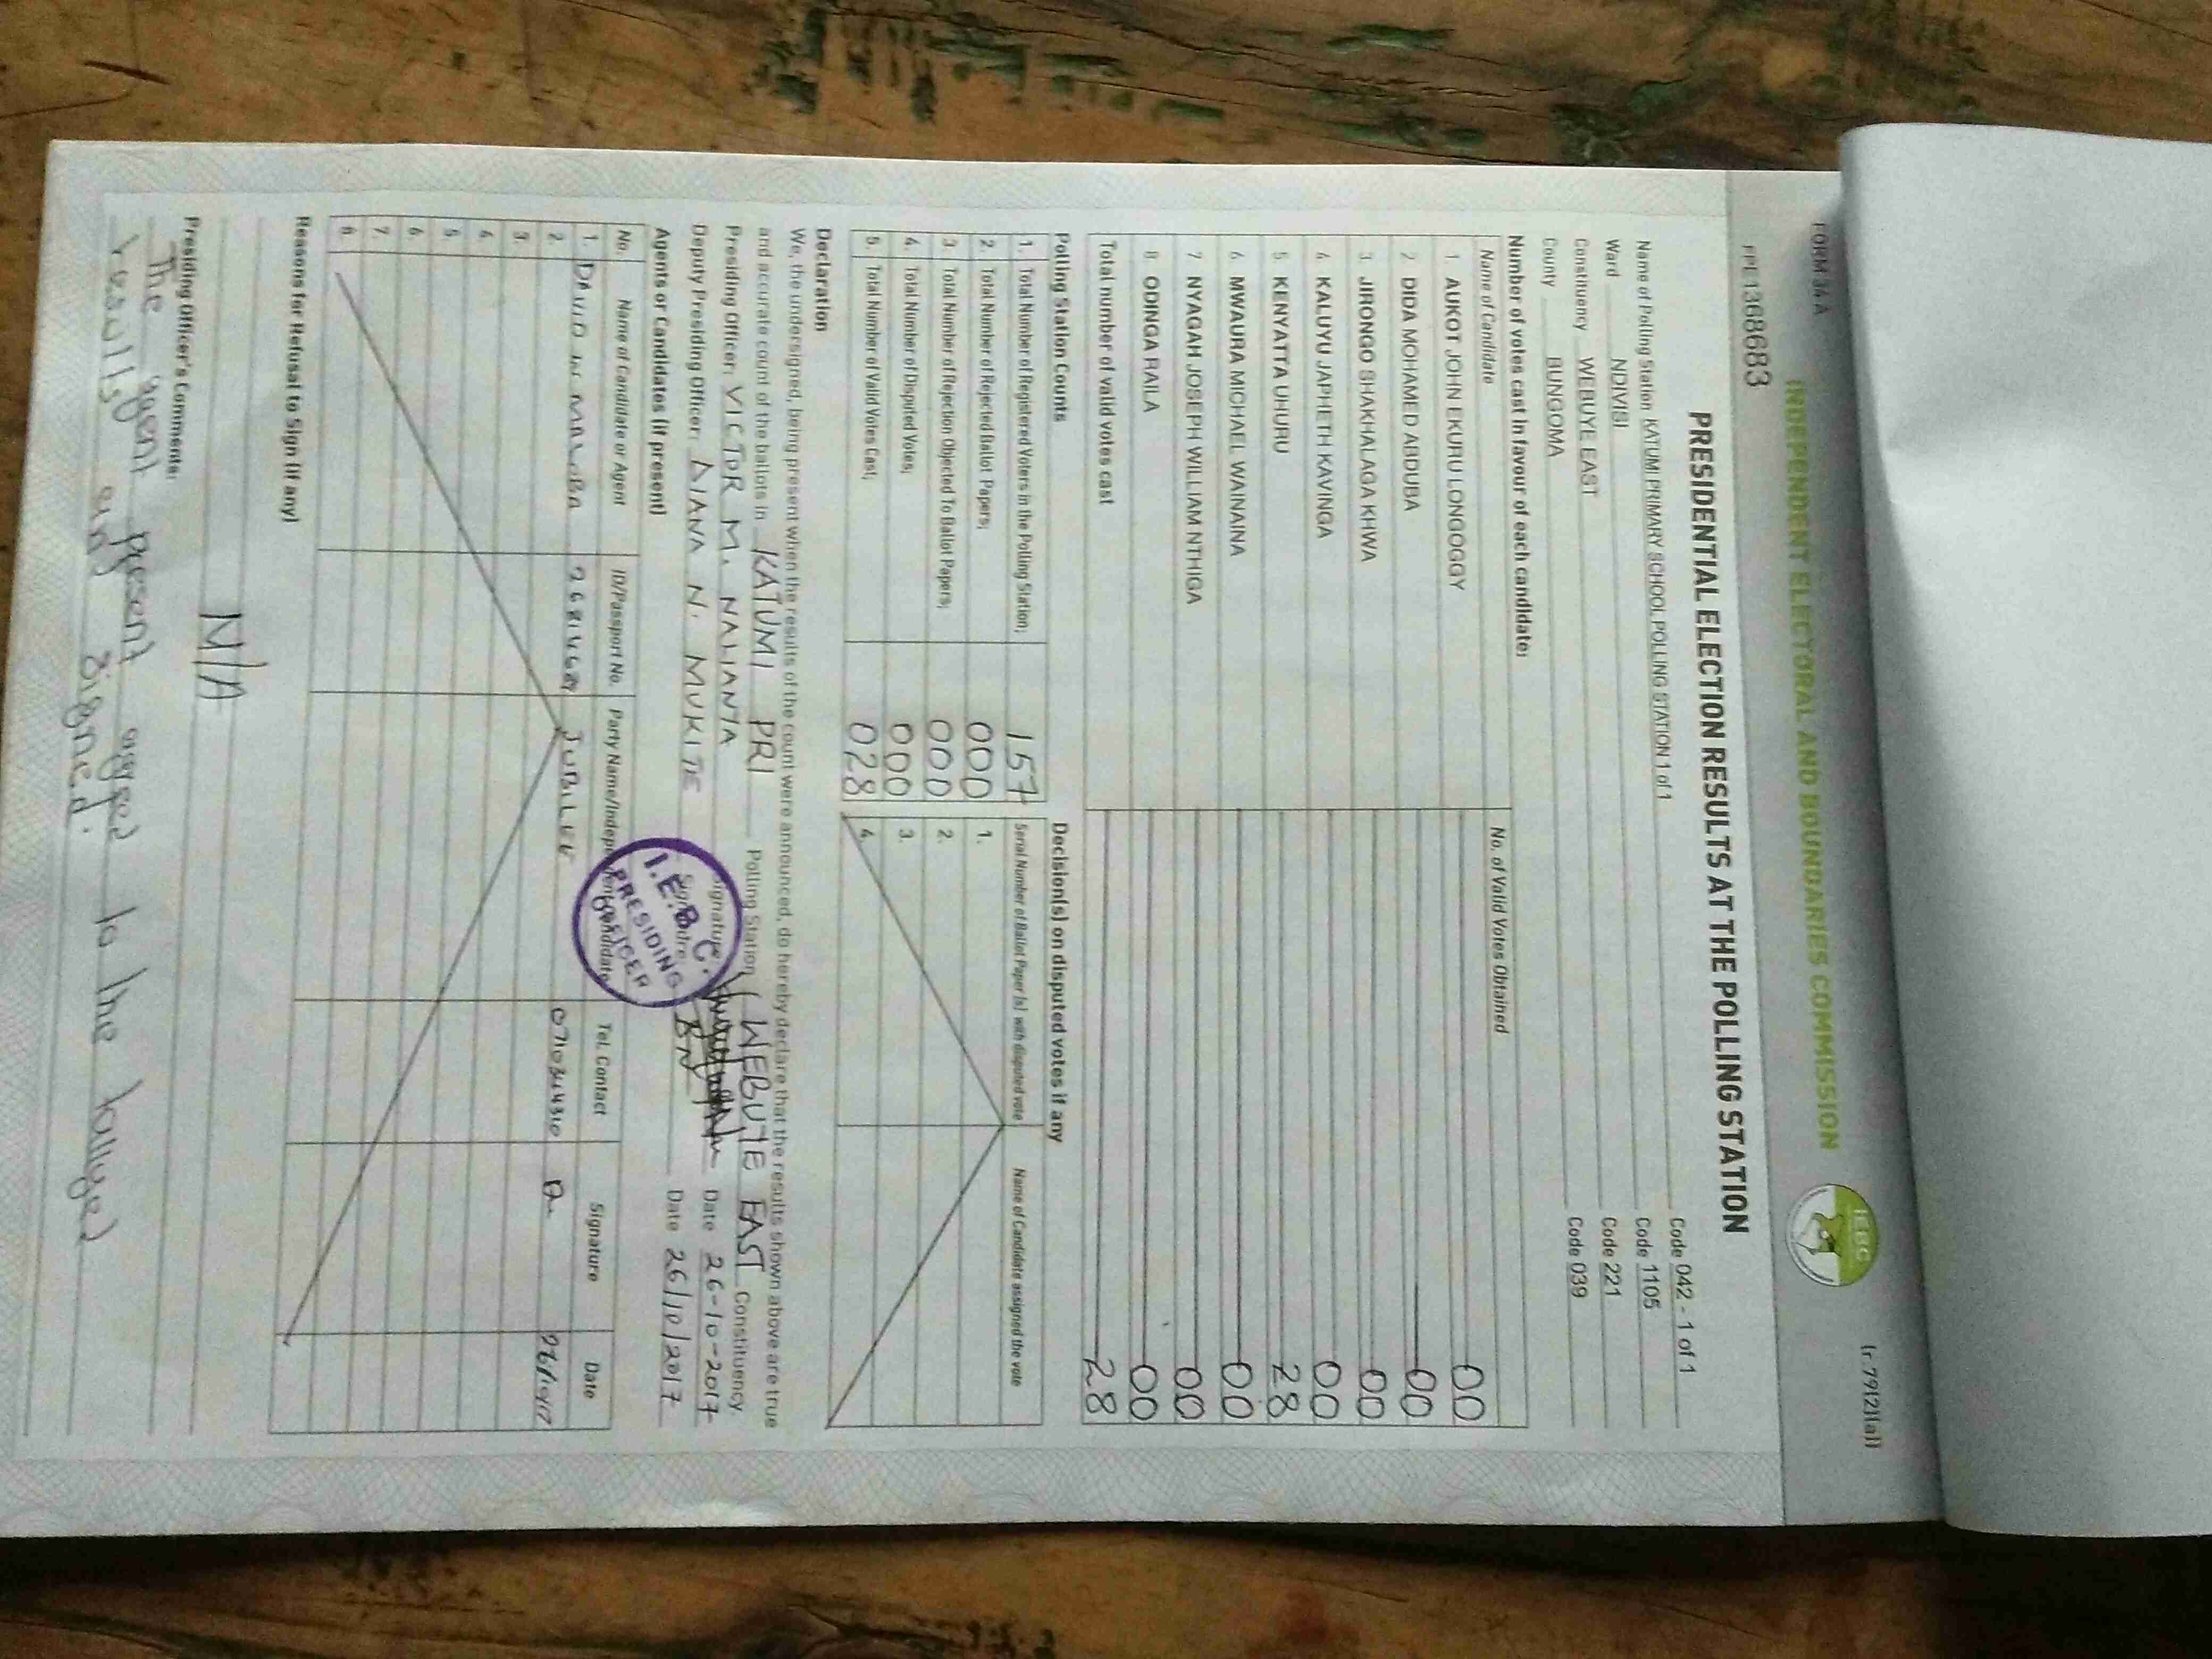 FORM 34A
(r.79(2)(a))
INDEPENDENT ELECTORAL AND BOUNDARIES COMMISSION
IEBC
PPE 1368683
PRESIDENTIAL ELECTION RESULTS AT THE POLLING STATION
Name of Polling Station KATUMI PRIMARY SCHOOL POLLING STATION 1 of 1 Code 042 - 1 of 1
Ward NDIVISI Code 1105
Constituency WEBUYE EAST Code 221
County BUNGOMA Code 039
Number of votes cast in favour of each candidate:
Name of Candidate No. of Valid Votes Obtained
1. AUKOT JOHN EKURU LONGOGGY 00
2 DIDA MOHAMED ABDUBA 00
3 JIRONGO SHAKHALAGA KHWA 00
4 KALUYU JAPHETH KAVINGA 00
5 KENYATTA UHURU 28
6 MWAURA MICHAEL WAINAINA 00
7 NYAGAH JOSEPH WILLIAM NTHIGA 00
8 ODINGA RAILA 00
Total number of valid votes cast 28
Polling Station Counts Decision(s) on disputed votes if any
1. Total Number of Registered Voters in the Polling Station; 157 Serial Number of Ballot Paper (s) with disputed vote Name of Candidate assigned the vote
2. Total Number of Rejected Ballot Papers; 000 1.
3. Total Number of Rejection Objected To Ballot Papers; 000 2.
4. Total Number of Disputed Votes; 000 3.
5. Total Number of Valid Votes Cast; 028 4.
Declaration
We, the undersigned, being present when the results of the count were announced, do hereby declare that the results shown above are true
and accurate count of the ballots in KATUMI PRI Polling Station WEBUYE EAST Constituency.
Presiding Officer: VICTOR M. NALIANYA Signature Date 26-10-2017
Deputy Presiding Officer: DIANA N. MUKITE Signature Date 26/10/2017
I.E.B.C.
PRESIDING
OFFICER
Agents or Candidates (if present)
No. Name of Candidate or Agent ID/Passport No. Party Name/Independent Candidate Tel. Contact Signature Date
1. DAVID W MALOBA JUBILEE
2.
3.
4.
5.
6.
7.
8.
Reasons for Refusal to Sign (if any)
N/A
Presiding Officer's Comments:
The agent present agreed to the tallyed
results and signed.